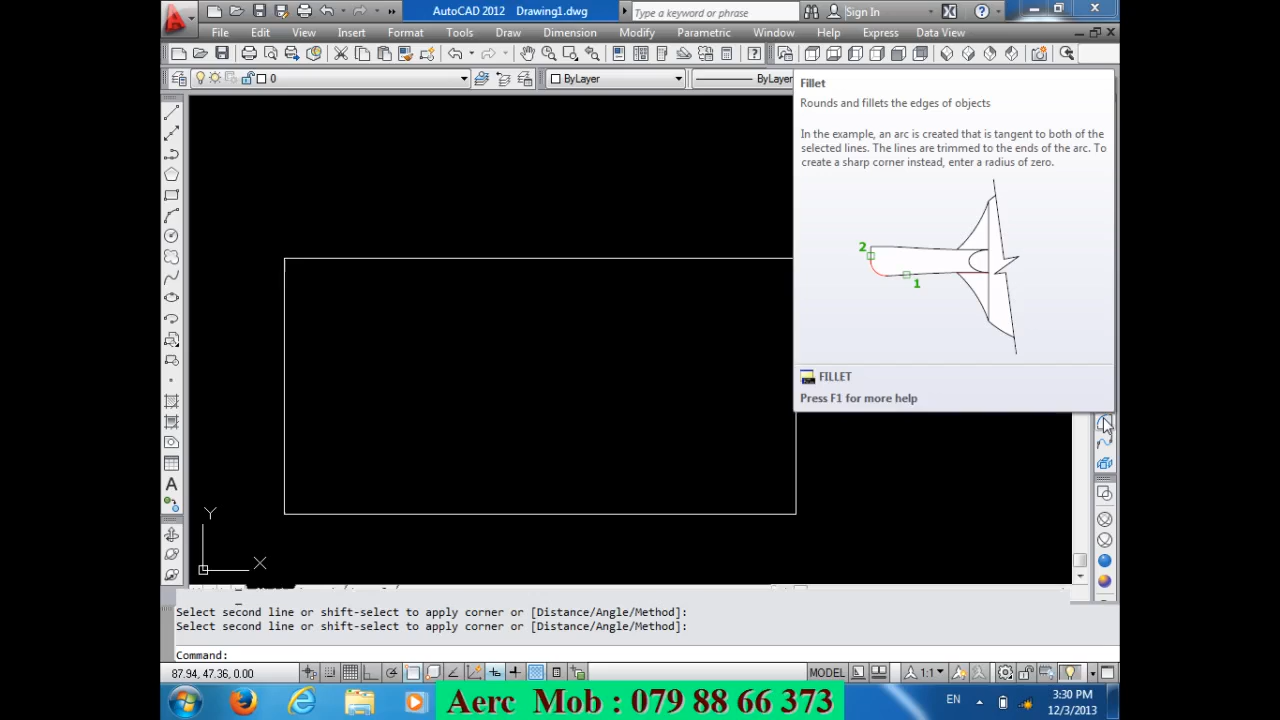 AutoCAD 2012 Drawing1.dwg
Type a keyword or phrase
Sign In
File Edit View Insert Format Tools Draw Dimension Modify Parametric Window Help Express Data View
0
ByLayer
ByLayer
Fillet
Rounds and fillets the edges of objects
In the example, an arc is created that is tangent to both of the
selected lines. The lines are trimmed to the ends of the arc. To
create a sharp corner instead, enter a radius of zero.
2
1
FILLET
Press F1 for more help
A
Y
X
Select second line or shift-select to apply corner or [Distance/Angle/Method]:
Select second line or shift-select to apply corner or [Distance/Angle/Method]:
Command:
87.94, 47.36, 0.00
MODEL
1:1
Aerc Mob : 079 88 66 373
EN
3:30 PM
12/3/2013